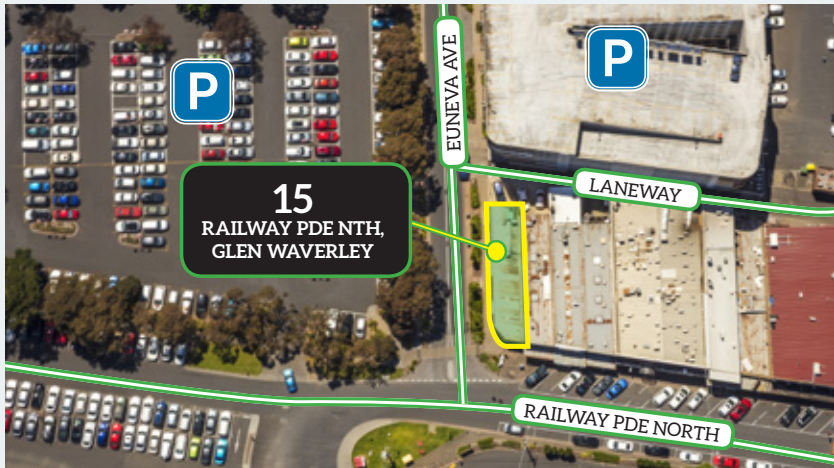 P
P
EUNEVA AVE
LANEWAY
15
RAILWAY PDE NTH,
GLEN WAVERLEY
RAILWAY PDE NORTH